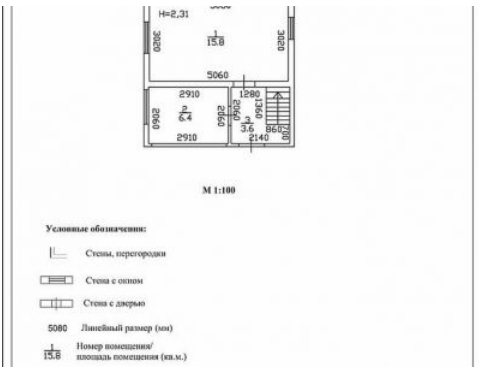 H=2,31
3020
1
15.8
3020
5060
2910
1280
2060
2
6.4
2060
2060
1360
3
3.6
860
700
2910
2140
М 1:100
Условные обозначения:
Стены, перегородки
Стена с окном
Стена с дверью
5080 Линейный размер (мм)
1
15.8
Номер помещения/
площадь помещения (кв.м.)